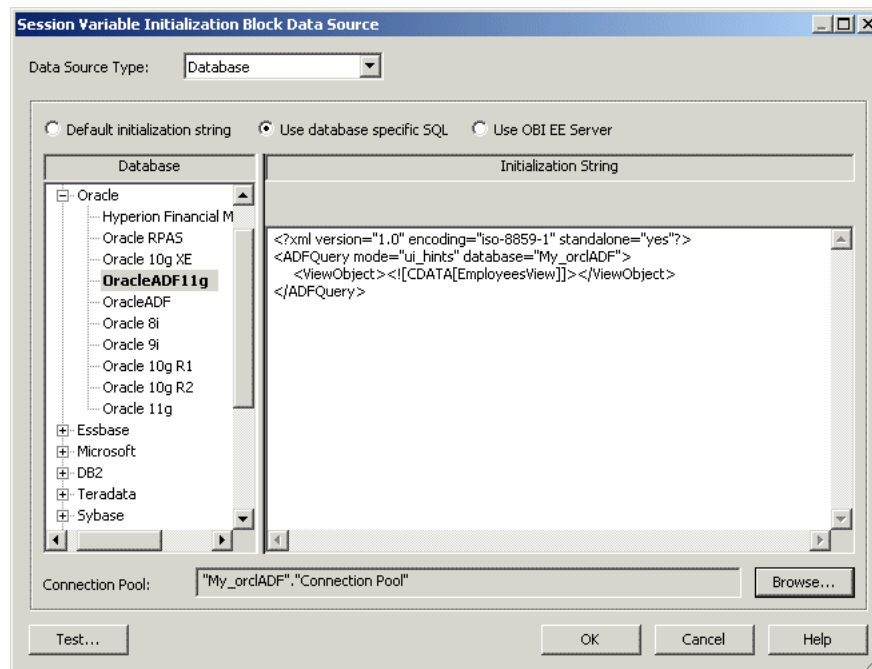 Session Variable Initialization Block Data Source
Data Source Type: Database
Default initialization string Use database specific SQL Use OBI EE Server
Database
Initialization String
Oracle
Hyperion Financial M
Oracle RPAS
Oracle 10g XE
OracleADF11g
OracleADF
Oracle 8i
Oracle 9i
Oracle 10g R1
Oracle 10g R2
Oracle 11g
Essbase
Microsoft
DB2
Teradata
Sybase
<?xml version="1.0" encoding="iso-8859-1" standalone="yes"?>
<ADFQuery mode="ui_hints" database="My_orclADF">
<ViewObject><![CDATA[EmployeesView]]></ViewObject>
</ADFQuery>
Connection Pool: "My_orclADF"."Connection Pool" Browse...
Test... OK Cancel Help